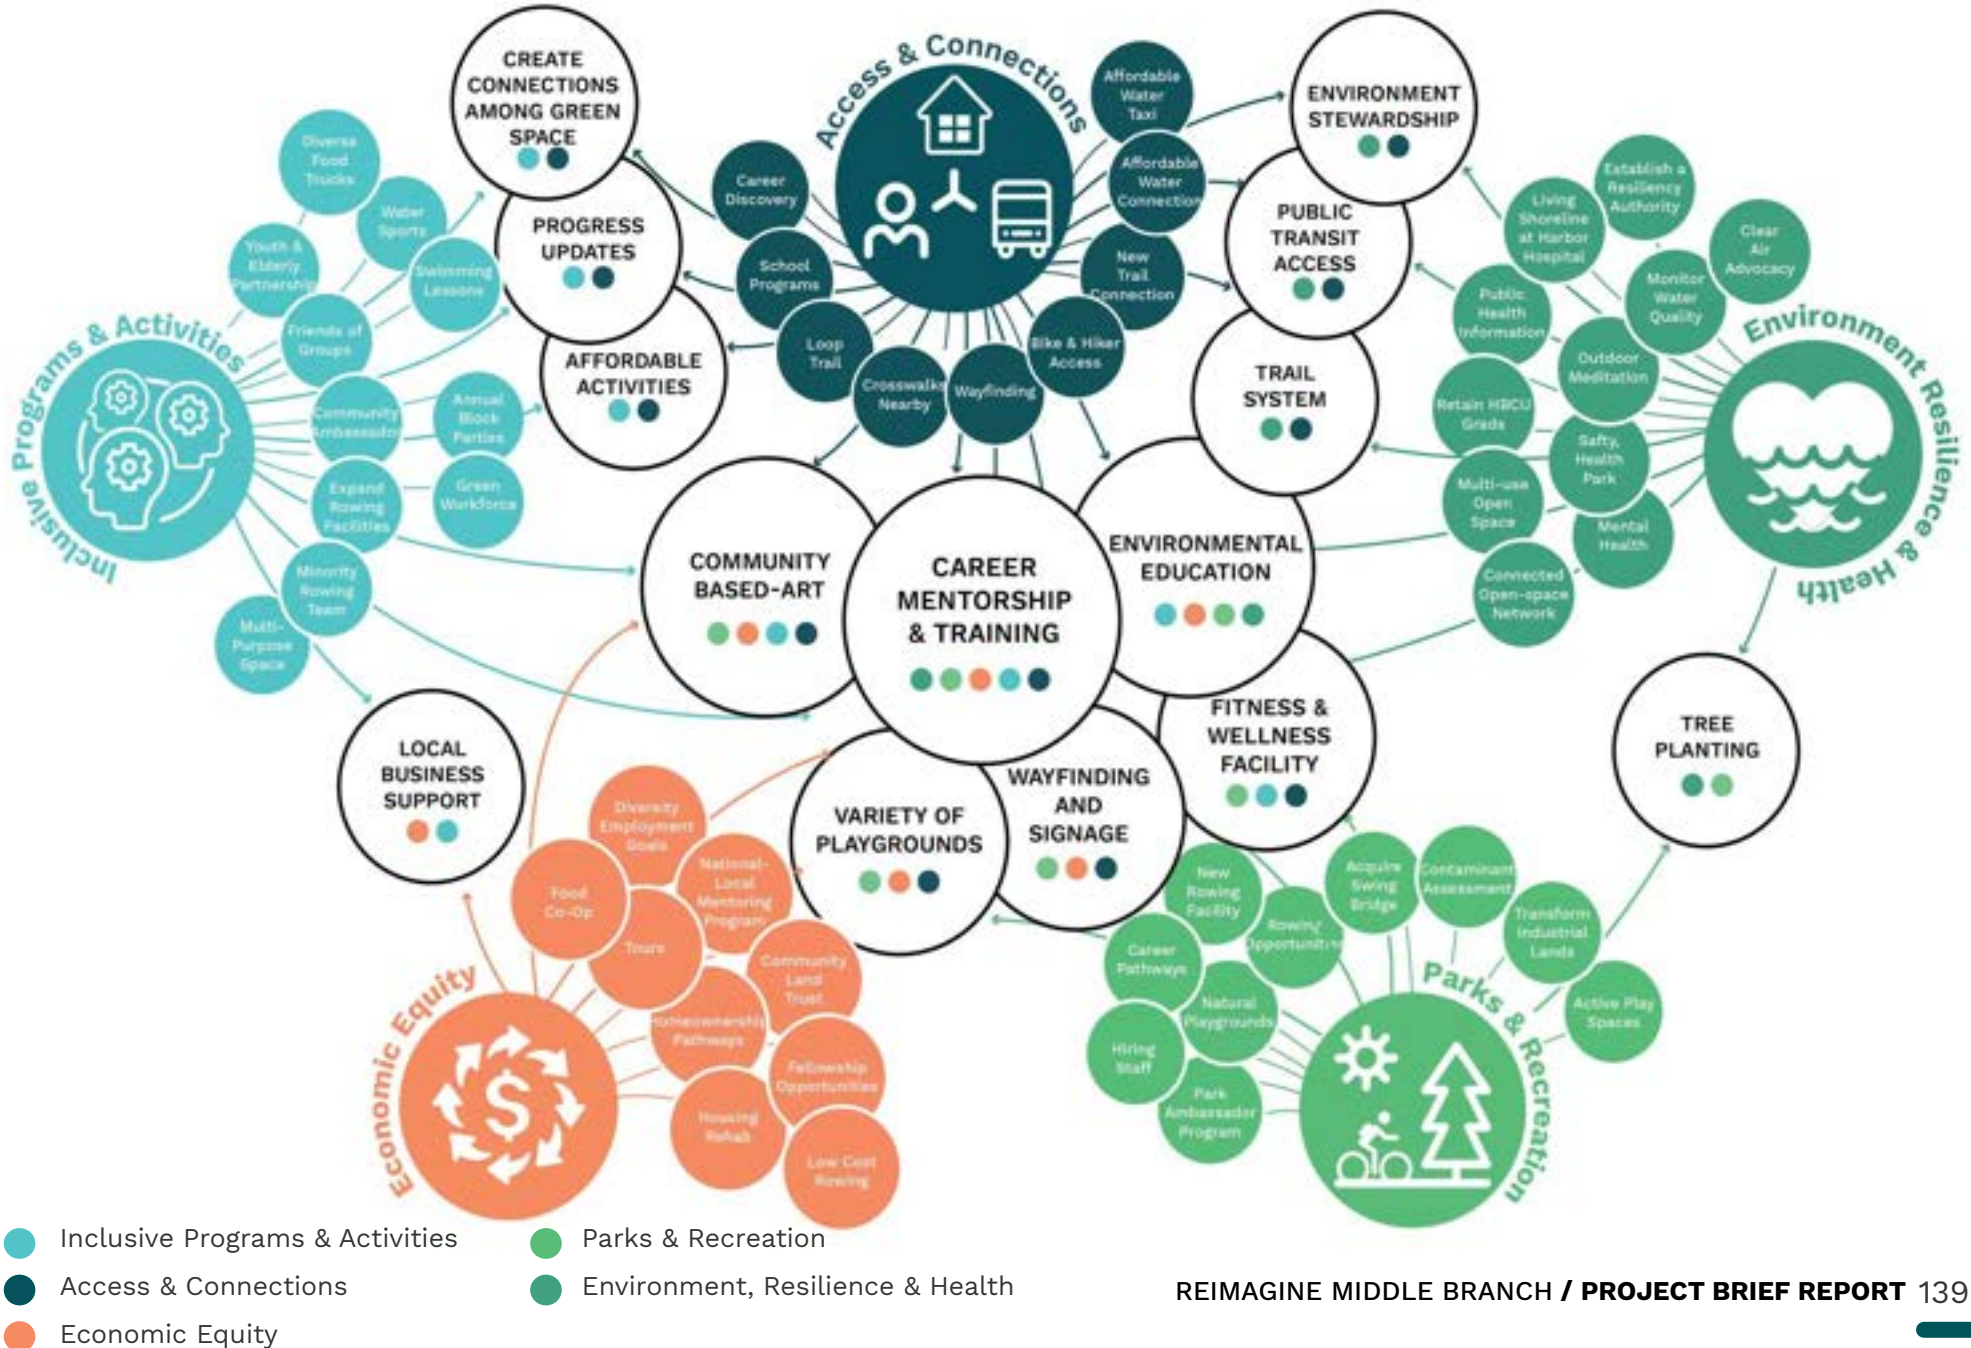 CREATE
CONNECTIONS
AMONG GREEN
SPACE
PROGRESS
UPDATES
AFFORDABLE
ACTIVITIES
Inclusive Programs & Activities
Diverse
Food
Trucks
Water
Sports
Youth &
Elderly
Partnership
Swimming
Lessons
Friends of
Groups
Community
Ambassador
Annual
Block
Parties
Expand
Rowing
Facilities
Green
Workforce
Minority
Rowing
Team
Multi-
Purpose
Space
Access & Connections
Career
Discovery
School
Programs
Loop
Trail
Crosswalks
Nearby
Wayfinding
Bike & Hiker
Access
New
Trail
Connection
Affordable
Water
Connection
Affordable
Water
Taxi
ENVIRONMENT
STEWARDSHIP
PUBLIC
TRANSIT
ACCESS
TRAIL
SYSTEM
Environment Resilience & Health
Establish a
Resiliency
Authority
Living
Shoreline
at Harbor
Hospital
Clear
Air
Advocacy
Monitor
Water
Quality
Public
Health
Information
Outdoor
Meditation
Retain HBCU
Grads
Safty,
Health
Park
Multi-use
Open
Space
Mental
Health
Connected
Open-space
Network
COMMUNITY
BASED-ART
CAREER
MENTORSHIP
& TRAINING
ENVIRONMENTAL
EDUCATION
FITNESS &
WELLNESS
FACILITY
WAYFINDING
AND
SIGNAGE
VARIETY OF
PLAYGROUNDS
LOCAL
BUSINESS
SUPPORT
TREE
PLANTING
Economic Equity
Diversity
Employment
Goals
National-
Local
Mentoring
Program
Food
Co-Op
Tours
Community
Land
Trust
Homeownership
Pathways
Fellowship
Opportunities
Housing
Rehab
Low Cost
Rowing
Parks & Recreation
New
Rowing
Facility
Rowing
Opportunities
Acquire
Swing
Bridge
Contaminant
Assessment
Transform
Industrial
Lands
Active Play
Spaces
Career
Pathways
Natural
Playgrounds
Hiring
Staff
Park
Ambassador
Program
Inclusive Programs & Activities
Access & Connections
Economic Equity
Parks & Recreation
Environment, Resilience & Health
REIMAGINE MIDDLE BRANCH / PROJECT BRIEF REPORT 139